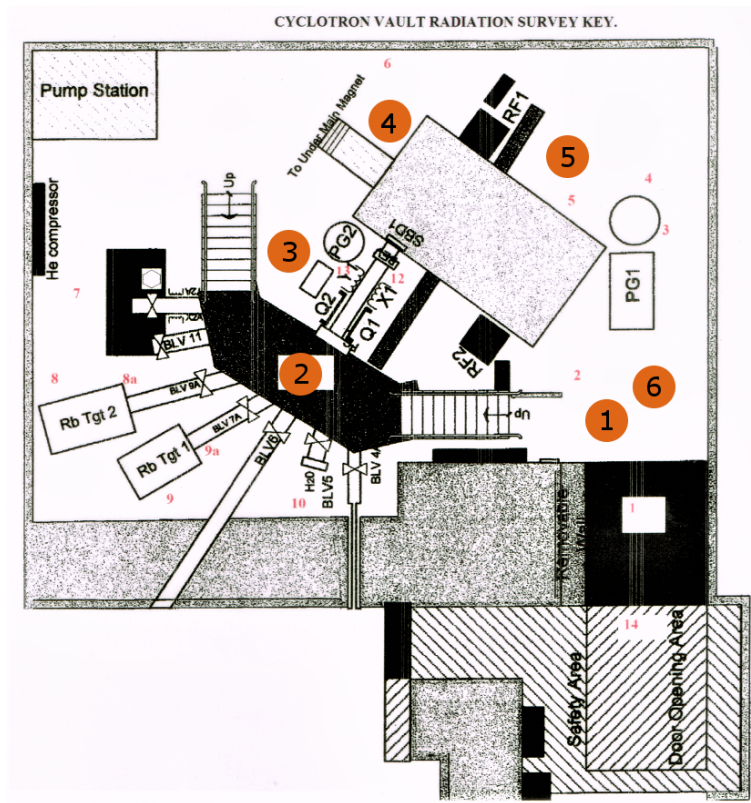 CYCLOTRON VAULT RADIATION SURVEY KEY.
6
Pump Station
RF1
4
To Under Main Magnet
5
5
4
Up
He compressor
SBD1
3
PG2
3
13
12
PG1
7
Q2
X1
Q1
BLV 11
RF2
2
2
6
8
8a
BLV 9A
Rb Tgt 2
1
Up
BLV 7A
9a
Rb Tgt 1
BLV6
BLV 4
H2O
BLV5
9
10
Removable
1
14
Safety Area
Door Opening Area